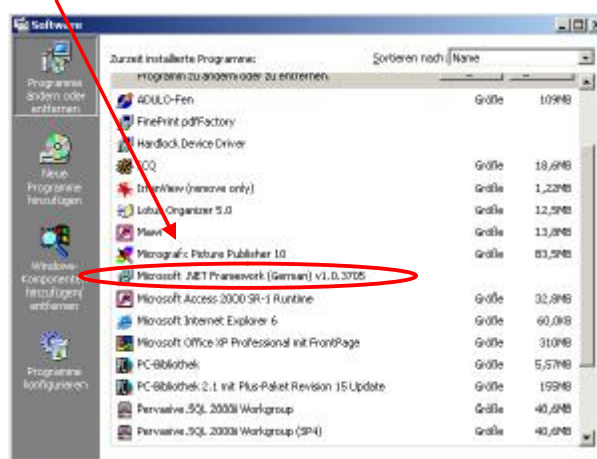 Software
Zurzeit installierte Programme:
Sortieren nach: Name
Programm zu ändern oder zu entfernen.
Programme ändern oder entfernen
ADULO-Fen Größe 109MB
FinePrint pdfFactory
Hardlock Device Driver
Neue Programme hinzufügen
ICQ Größe 18,6MB
IrfanView (remove only) Größe 1,22MB
Lotus Organizer 5.0 Größe 12,5MB
Größe 13,8MB
Micrografx Picture Publisher 10 Größe 83,5MB
Windows-Komponenten hinzufügen/entfernen
Microsoft .NET Framework (German) v1.0.3705
Microsoft Access 2000 SR-1 Runtime Größe 32,8MB
Microsoft Internet Explorer 6 Größe 60,0KB
Microsoft Office XP Professional mit FrontPage Größe 310MB
Programme konfigurieren
PC-Bibliothek Größe 5,57MB
PC-Bibliothek 2.1 mit Plus-Paket Revision 15 Update Größe 155MB
Pervasive.SQL 2000i Workgroup Größe 40,6MB
Pervasive.SQL 2000i Workgroup (SP4) Größe 40,6MB